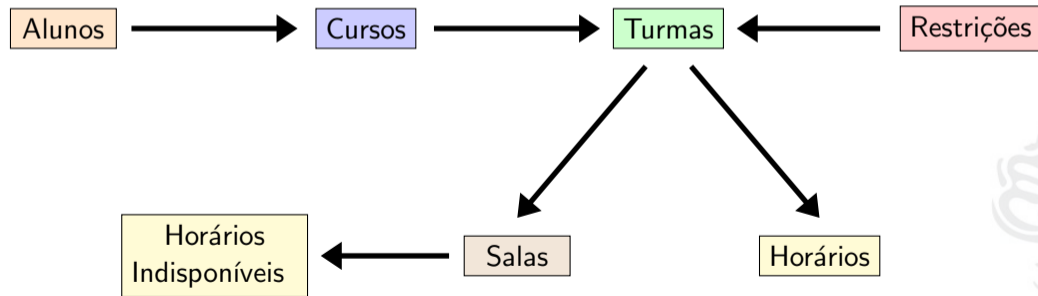 Alunos
Cursos
Turmas
Restrições
Horários
Indisponíveis
Salas
Horários